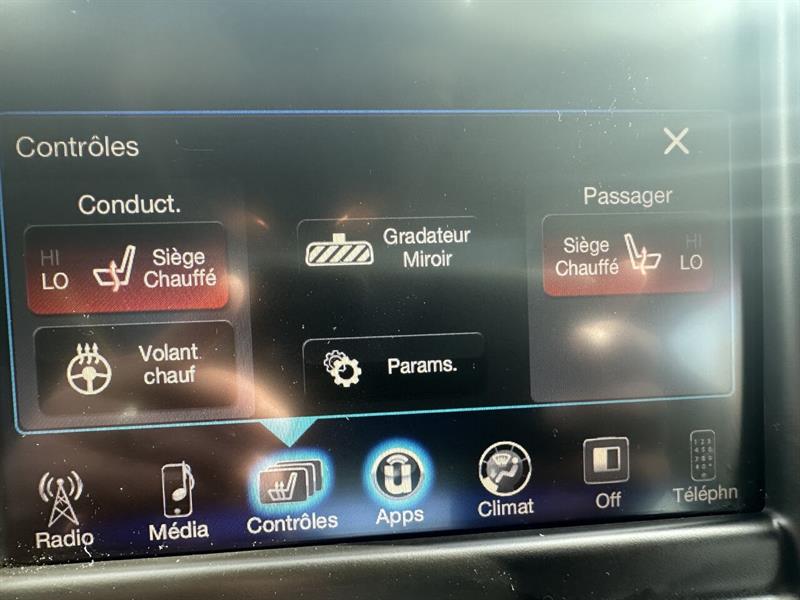 Contrôles
Conduct.
Passager
HI
LO
Siège
Chauffé
Gradateur
Miroir
Siège
Chauffé
HI
LO
Volant
chauf
Params.
Radio
Média
Contrôles
u
Apps
Climat
Off
Téléphn